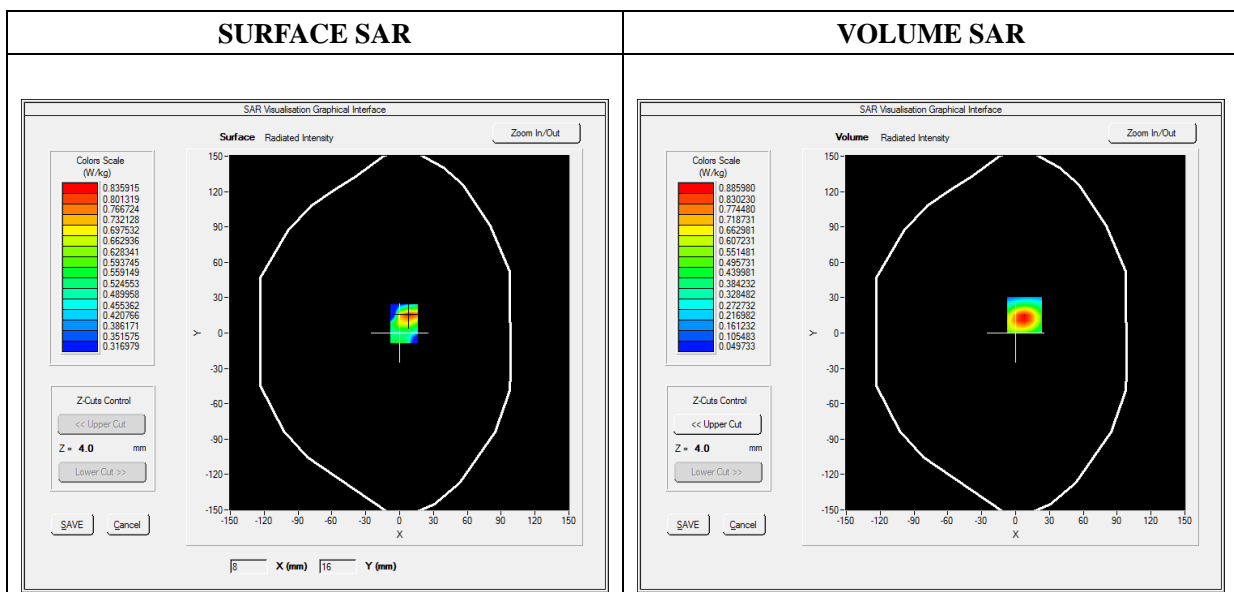 SURFACE SAR
VOLUME SAR
SAR Visualisation Graphical Interface
Surface Radiated Intensity
Zoom In/Out
Colors Scale
(W/kg)
0.835915
0.801319
0.766724
0.732128
0.697532
0.662936
0.628341
0.593745
0.559149
0.524553
0.489958
0.455362
0.420766
0.386171
0.351575
0.316979
Z-Cuts Control
<< Upper Cut
Z = 4.0 mm
Lower Cut >>
SAVE Cancel
150
120
90
60
30
0
-30
-60
-90
-120
-150
Y
-150 -120 -90 -60 -30 0 30 60 90 120 150
X
8 X (mm) 16 Y (mm)
SAR Visualisation Graphical Interface
Volume Radiated Intensity
Zoom In/Out
Colors Scale
(W/kg)
0.885980
0.830230
0.774480
0.718731
0.662981
0.607231
0.551481
0.495731
0.439981
0.384232
0.328482
0.272732
0.216982
0.161232
0.105483
0.049733
Z-Cuts Control
<< Upper Cut
Z = 4.0 mm
Lower Cut >>
SAVE Cancel
150
120
90
60
30
0
-30
-60
-90
-120
-150
Y
-150 -120 -90 -60 -30 0 30 60 90 120 150
X